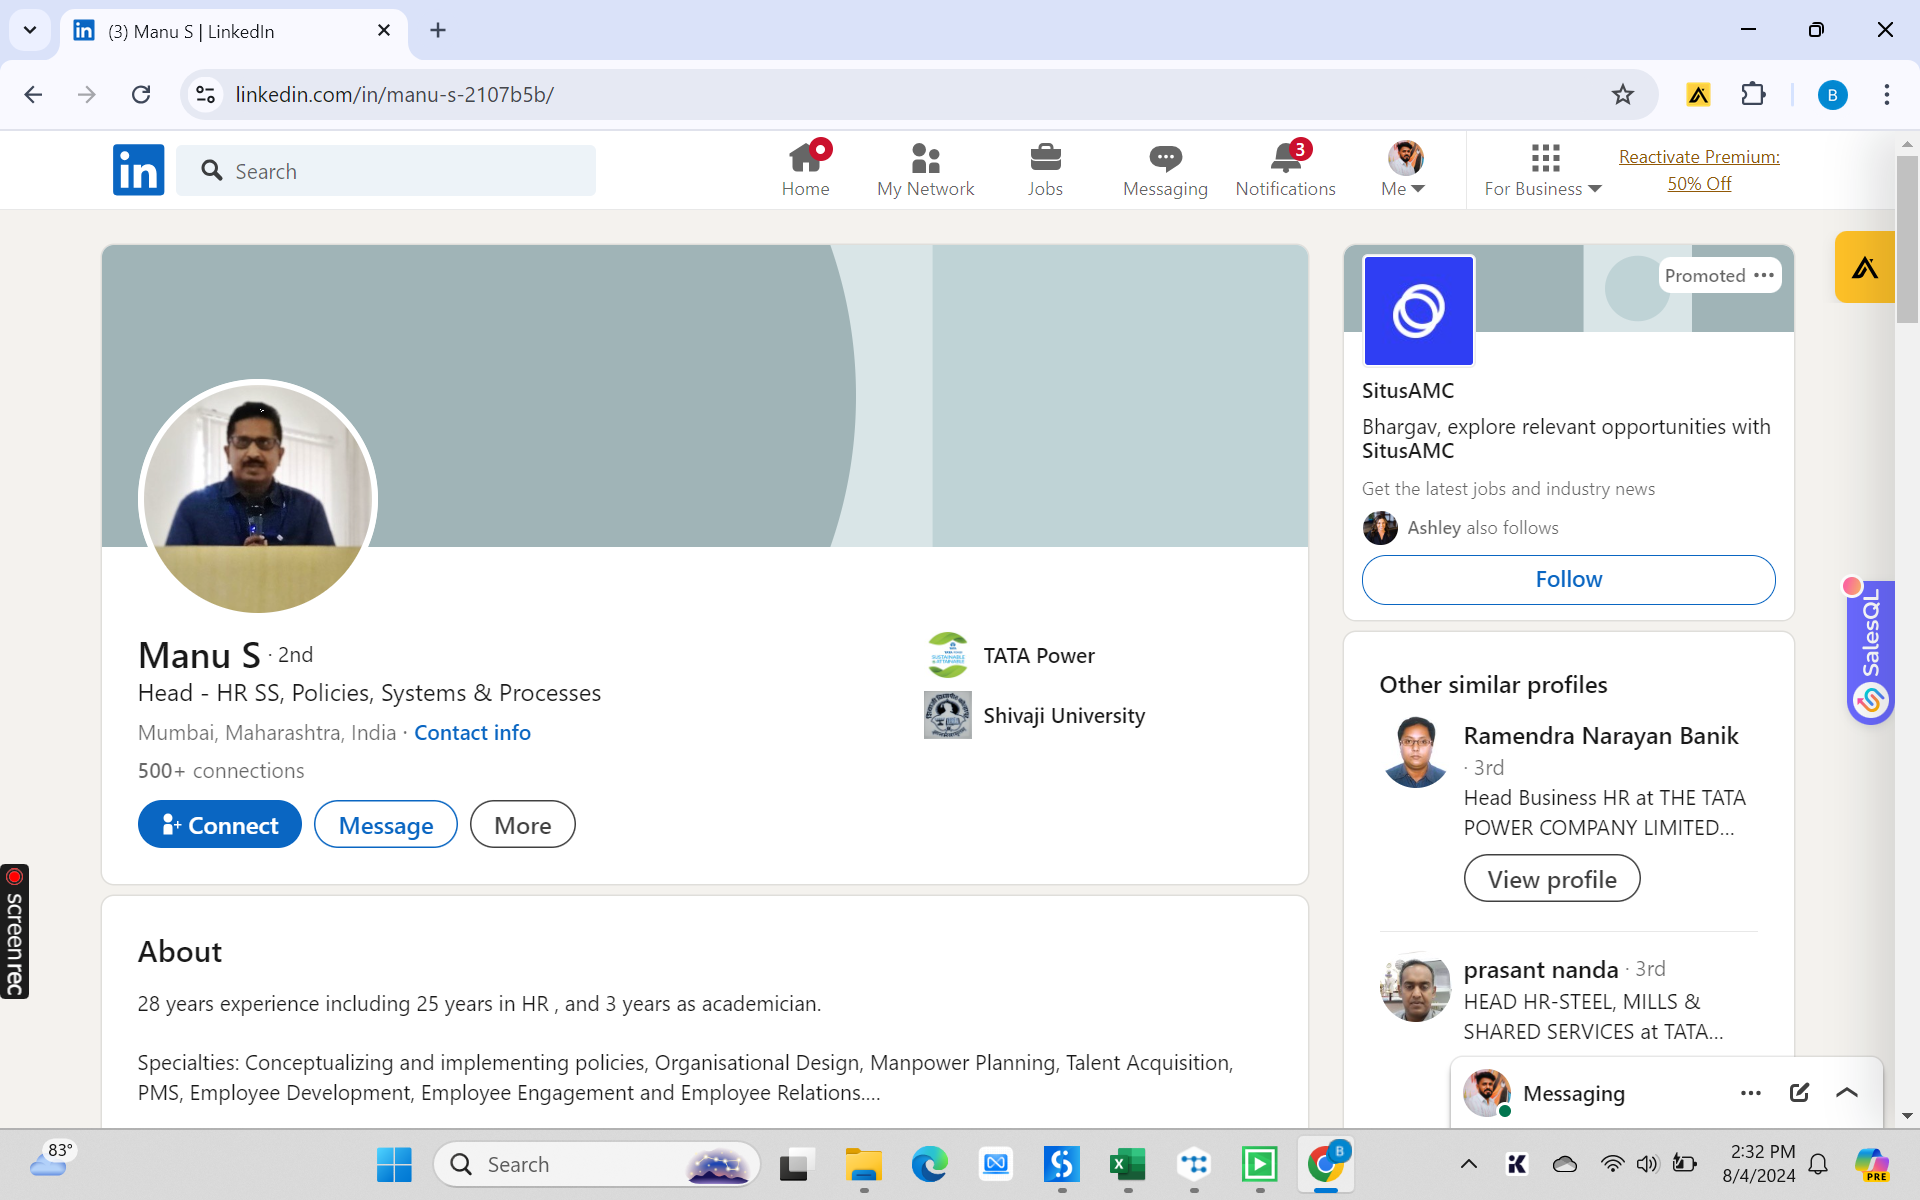 (3) Manu S | LinkedIn
linkedin.com/in/manu-s-2107b5b/
B
in
Search
Home
My Network
Jobs
Messaging
3
Notifications
Me
For Business
Reactivate Premium:
50% Off
Promoted
SitusAMC
Bhargav, explore relevant opportunities with
SitusAMC
Get the latest jobs and industry news
Ashley also follows
Follow
SalesQL
Manu S · 2nd
Head - HR SS, Policies, Systems & Processes
Mumbai, Maharashtra, India · Contact info
500+ connections
TATA Power
Shivaji University
Connect
Message
More
Other similar profiles
Ramendra Narayan Banik
· 3rd
Head Business HR at THE TATA
POWER COMPANY LIMITED...
View profile
prasant nanda · 3rd
HEAD HR-STEEL, MILLS &
SHARED SERVICES at TATA...
screenrec
About
28 years experience including 25 years in HR , and 3 years as academician.
Specialties: Conceptualizing and implementing policies, Organisational Design, Manpower Planning, Talent Acquisition,
PMS, Employee Development, Employee Engagement and Employee Relations....
Messaging
83°
Search
B
2:32 PM
8/4/2024
PRE